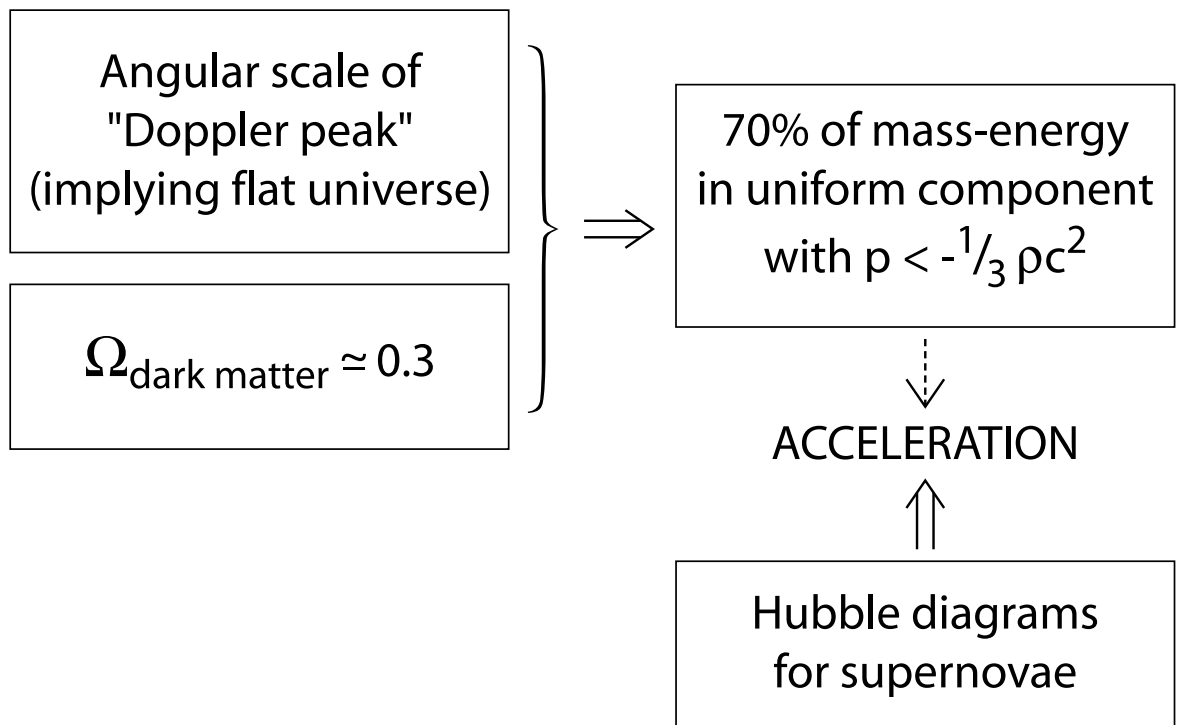 Angular scale of
"Doppler peak"
(implying flat universe)
Ωdark matter ≃ 0.3
70% of mass-energy
in uniform component
with p < -1/3 ρc2
ACCELERATION
Hubble diagrams
for supernovae